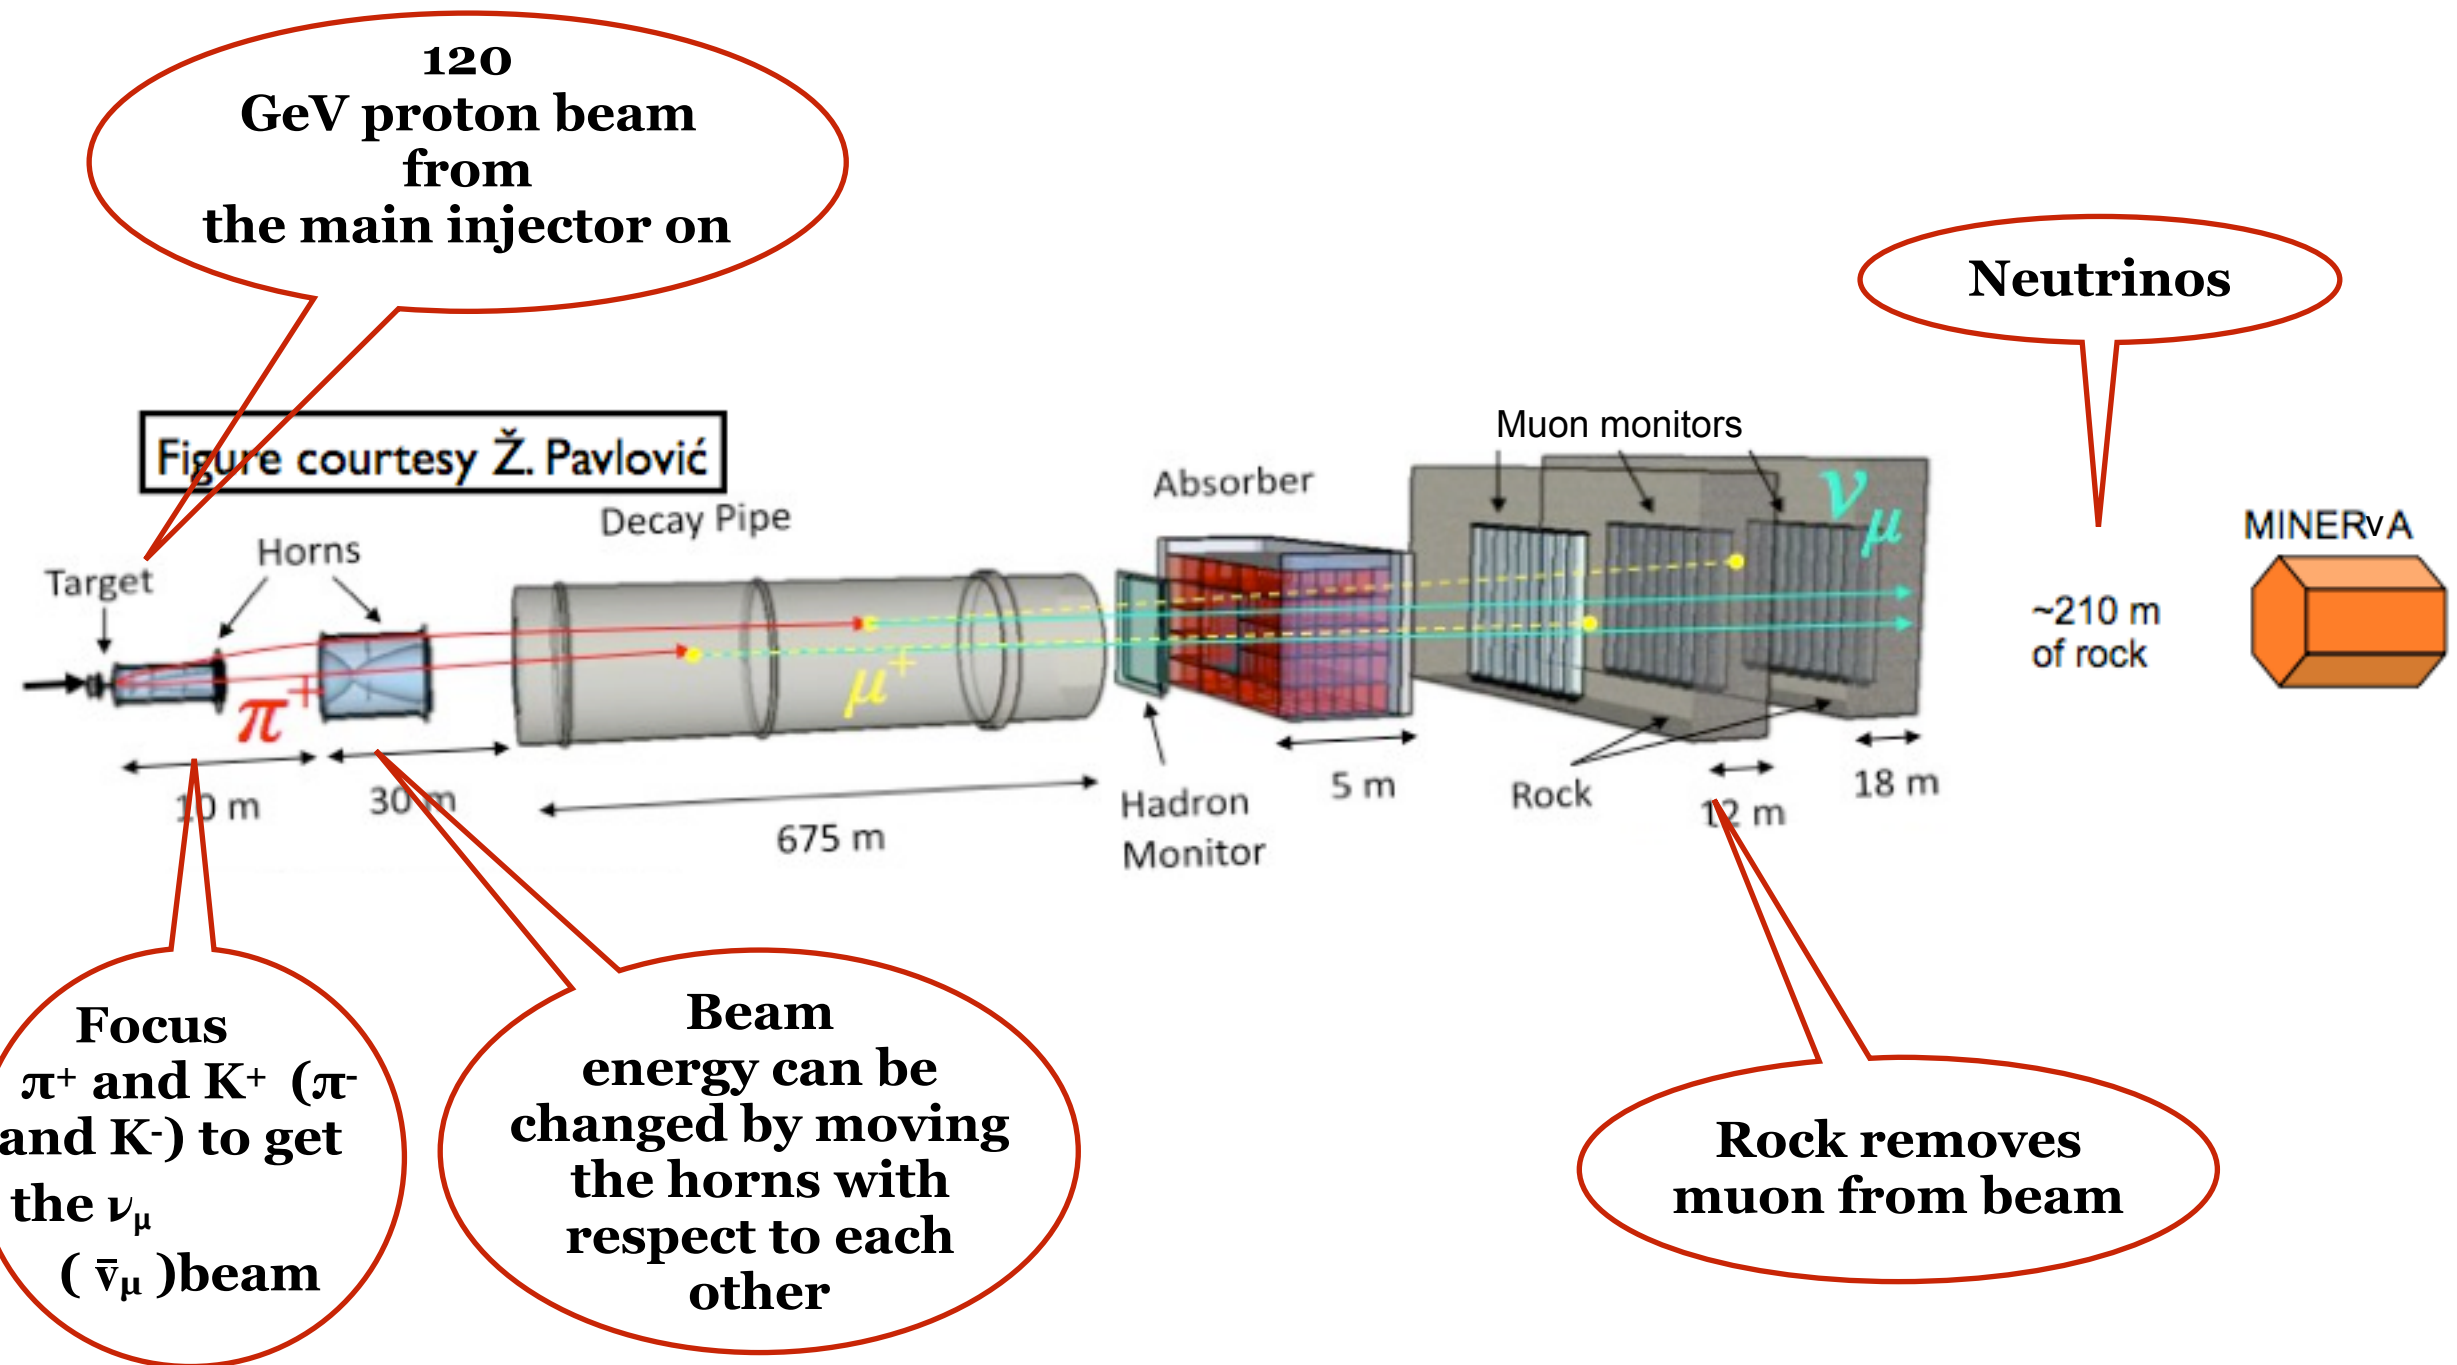 120
GeV proton beam
from
the main injector on
Neutrinos
Figure courtesy Ž. Pavlović
Target
Horns
Decay Pipe
Absorber
Muon monitors
ν μ
MINERνA
π+
μ+
~210 m
of rock
10 m
30 m
675 m
Hadron
Monitor
5 m
Rock
12 m
18 m
Focus
π+ and K+ (π-
and K-) to get
the νμ
( ν̄μ )beam
Beam
energy can be
changed by moving
the horns with
respect to each
other
Rock removes
muon from beam